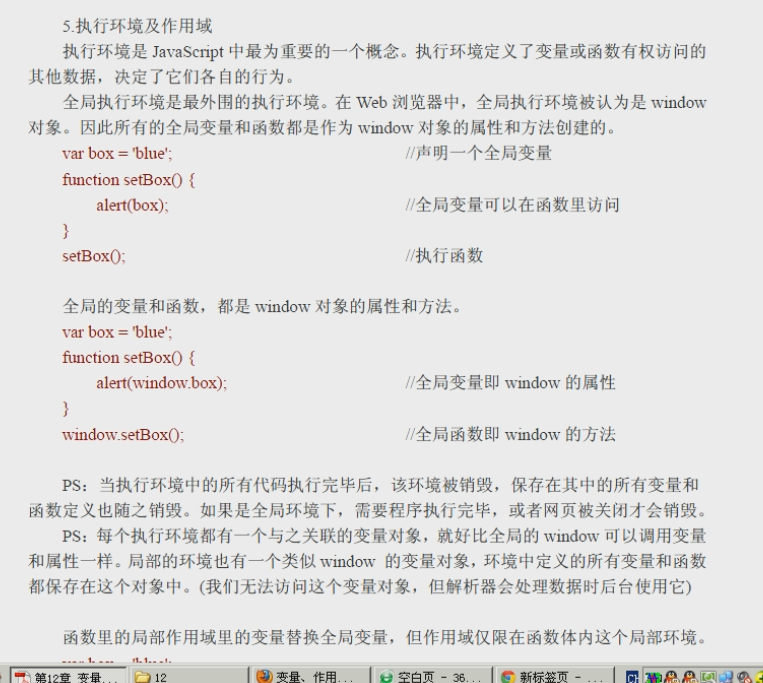 5.执行环境及作用域
执行环境是 JavaScript 中最为重要的一个概念。执行环境定义了变量或函数有权访问的
其他数据，决定了它们各自的行为。
全局执行环境是最外围的执行环境。在 Web 浏览器中，全局执行环境被认为是 window
对象。因此所有的全局变量和函数都是作为 window 对象的属性和方法创建的。
var box = 'blue'; //声明一个全局变量
function setBox() {
alert(box); //全局变量可以在函数里访问
}
setBox(); //执行函数
全局的变量和函数，都是 window 对象的属性和方法。
var box = 'blue';
function setBox() {
alert(window.box); //全局变量即 window 的属性
}
window.setBox(); //全局函数即 window 的方法
PS：当执行环境中的所有代码执行完毕后，该环境被销毁，保存在其中的所有变量和
函数定义也随之销毁。如果是全局环境下，需要程序执行完毕，或者网页被关闭才会销毁。
PS：每个执行环境都有一个与之关联的变量对象，就好比全局的 window 可以调用变量
和属性一样。局部的环境也有一个类似 window 的变量对象，环境中定义的所有变量和函数
都保存在这个对象中。(我们无法访问这个变量对象，但解析器会处理数据时后台使用它)
函数里的局部作用域里的变量替换全局变量，但作用域仅限在函数体内这个局部环境。
第12章 变量... 12 变量、作用... 空白页 - 36... 新标签页 - ... CH